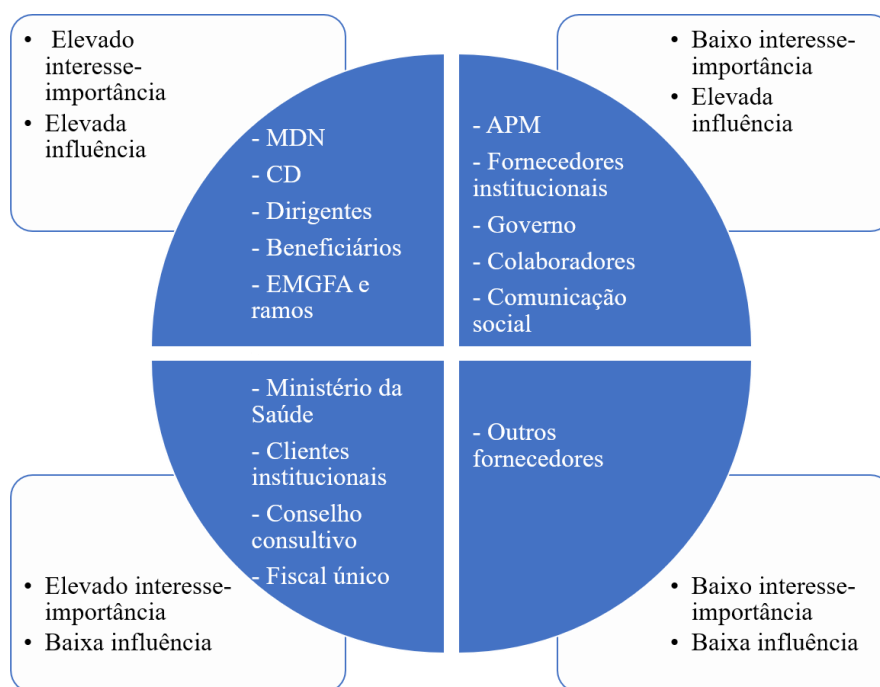 • Elevado
interesse-
importância
• Elevada
influência
- MDN
- CD
- Dirigentes
- Beneficiários
- EMGFA e
ramos
- APM
- Fornecedores
institucionais
- Governo
- Colaboradores
- Comunicação
social
• Baixo interesse-
importância
• Elevada
influência
• Elevado interesse-
importância
• Baixa influência
- Ministério da
Saúde
- Clientes
institucionais
- Conselho
consultivo
- Fiscal único
- Outros
fornecedores
• Baixo interesse-
importância
• Baixa influência